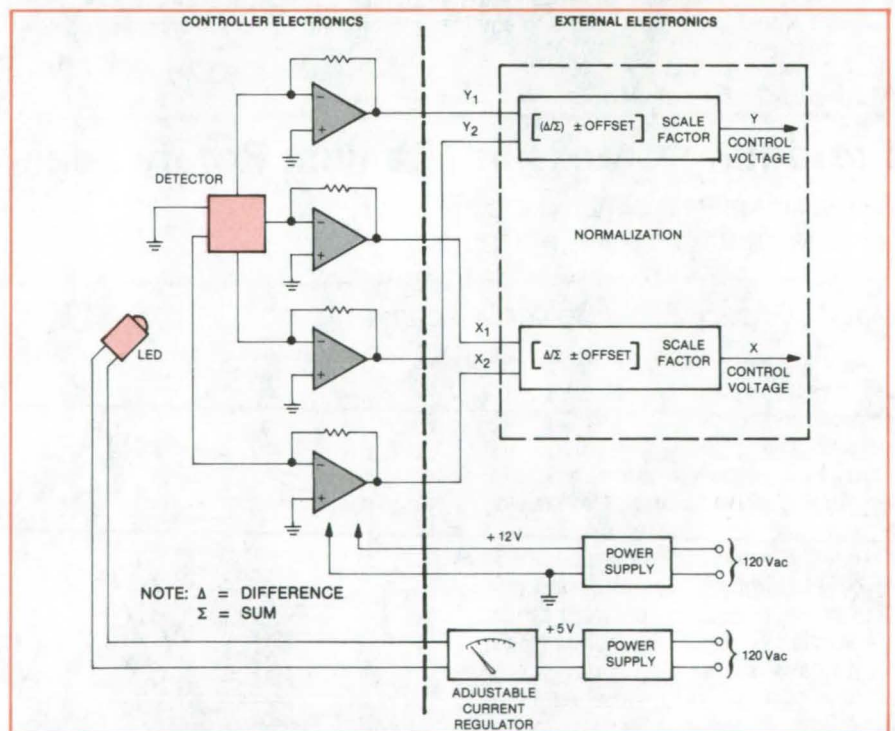 CONTROLLER ELECTRONICS
EXTERNAL ELECTRONICS
Y₁
Y₂
[(Δ/Σ) ± OFFSET]
SCALE
FACTOR
Y
CONTROL
VOLTAGE
DETECTOR
NORMALIZATION
LED
X₁
X₂
[Δ/Σ ± OFFSET]
SCALE
FACTOR
X
CONTROL
VOLTAGE
−
+
−
+
−
+
−
+
+ 12 V
POWER
SUPPLY
120 Vac
NOTE: Δ = DIFFERENCE
Σ = SUM
+ 5 V
POWER
SUPPLY
120 Vac
ADJUSTABLE
CURRENT
REGULATOR